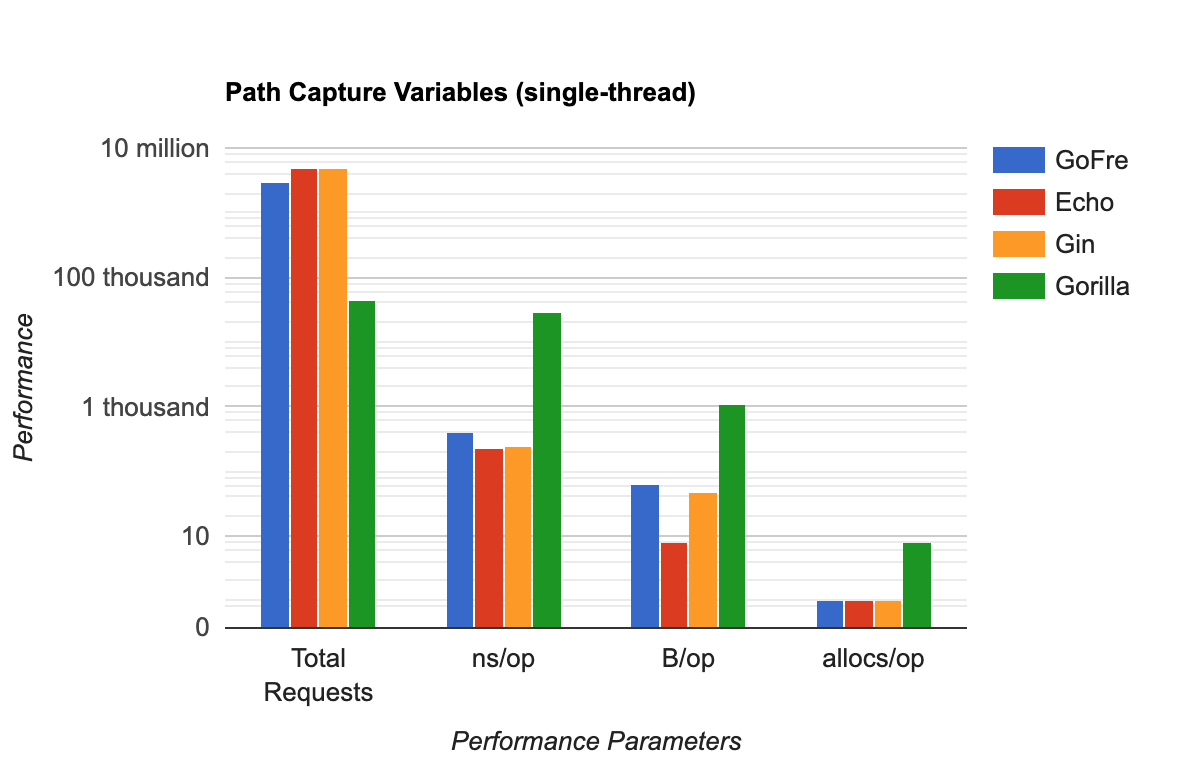 Path Capture Variables (single-thread)
10 million
100 thousand
1 thousand
10
0
Performance
GoFre
Echo
Gin
Gorilla
Total
Requests
ns/op
B/op
allocs/op
Performance Parameters